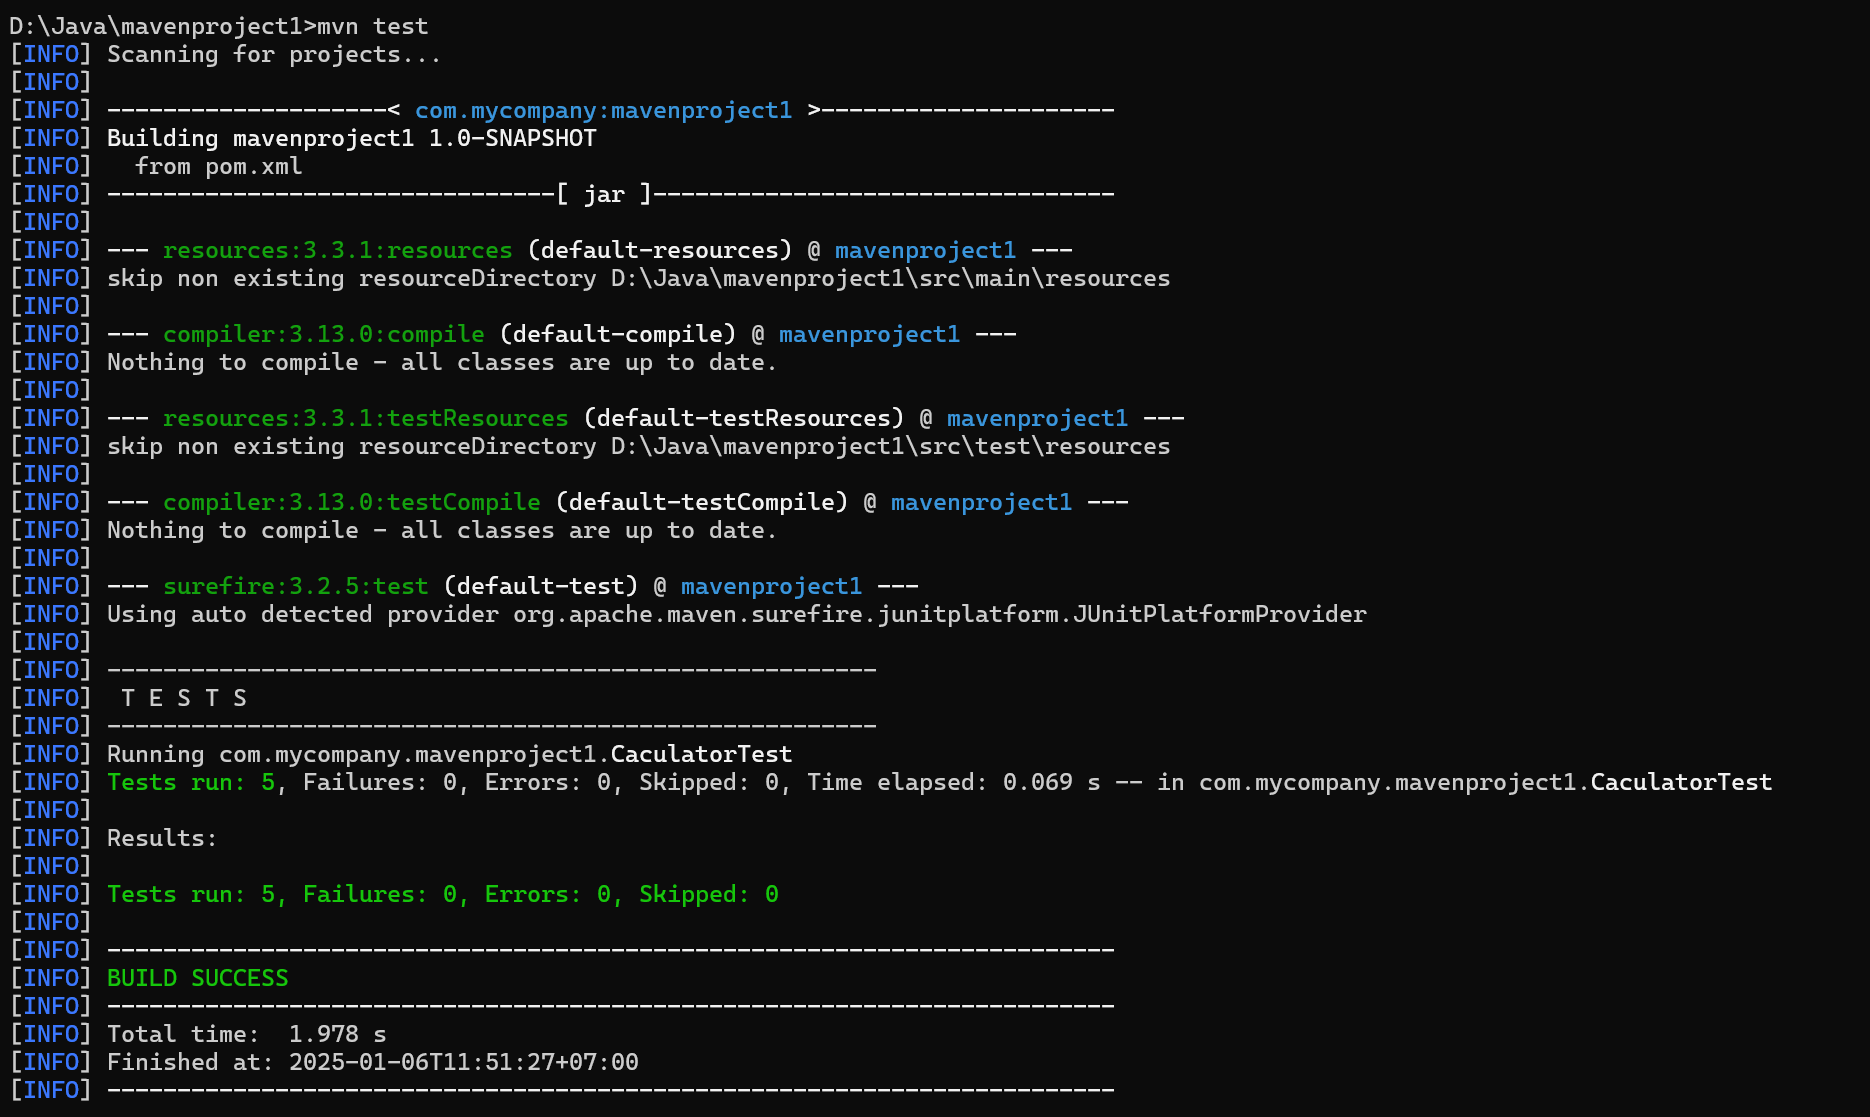 D:\Java\mavenproject1>mvn test
[INFO] Scanning for projects...
[INFO]
[INFO] ----------------------< com.mycompany:mavenproject1 >---------------------
[INFO] Building mavenproject1 1.0-SNAPSHOT
[INFO]   from pom.xml
[INFO] --------------------------------[ jar ]---------------------------------
[INFO]
[INFO] --- resources:3.3.1:resources (default-resources) @ mavenproject1 ---
[INFO] skip non existing resourceDirectory D:\Java\mavenproject1\src\main\resources
[INFO]
[INFO] --- compiler:3.13.0:compile (default-compile) @ mavenproject1 ---
[INFO] Nothing to compile - all classes are up to date.
[INFO]
[INFO] --- resources:3.3.1:testResources (default-testResources) @ mavenproject1 ---
[INFO] skip non existing resourceDirectory D:\Java\mavenproject1\src\test\resources
[INFO]
[INFO] --- compiler:3.13.0:testCompile (default-testCompile) @ mavenproject1 ---
[INFO] Nothing to compile - all classes are up to date.
[INFO]
[INFO] --- surefire:3.2.5:test (default-test) @ mavenproject1 ---
[INFO] Using auto detected provider org.apache.maven.surefire.junitplatform.JUnitPlatformProvider
[INFO]
[INFO] -------------------------------------------------------
[INFO]  T E S T S
[INFO] -------------------------------------------------------
[INFO] Running com.mycompany.mavenproject1.CaculatorTest
[INFO] Tests run: 5, Failures: 0, Errors: 0, Skipped: 0, Time elapsed: 0.069 s -- in com.mycompany.mavenproject1.CaculatorTest
[INFO]
[INFO] Results:
[INFO]
[INFO] Tests run: 5, Failures: 0, Errors: 0, Skipped: 0
[INFO]
[INFO] ------------------------------------------------------------------------
[INFO] BUILD SUCCESS
[INFO] ------------------------------------------------------------------------
[INFO] Total time:  1.978 s
[INFO] Finished at: 2025-01-06T11:51:27+07:00
[INFO] ------------------------------------------------------------------------